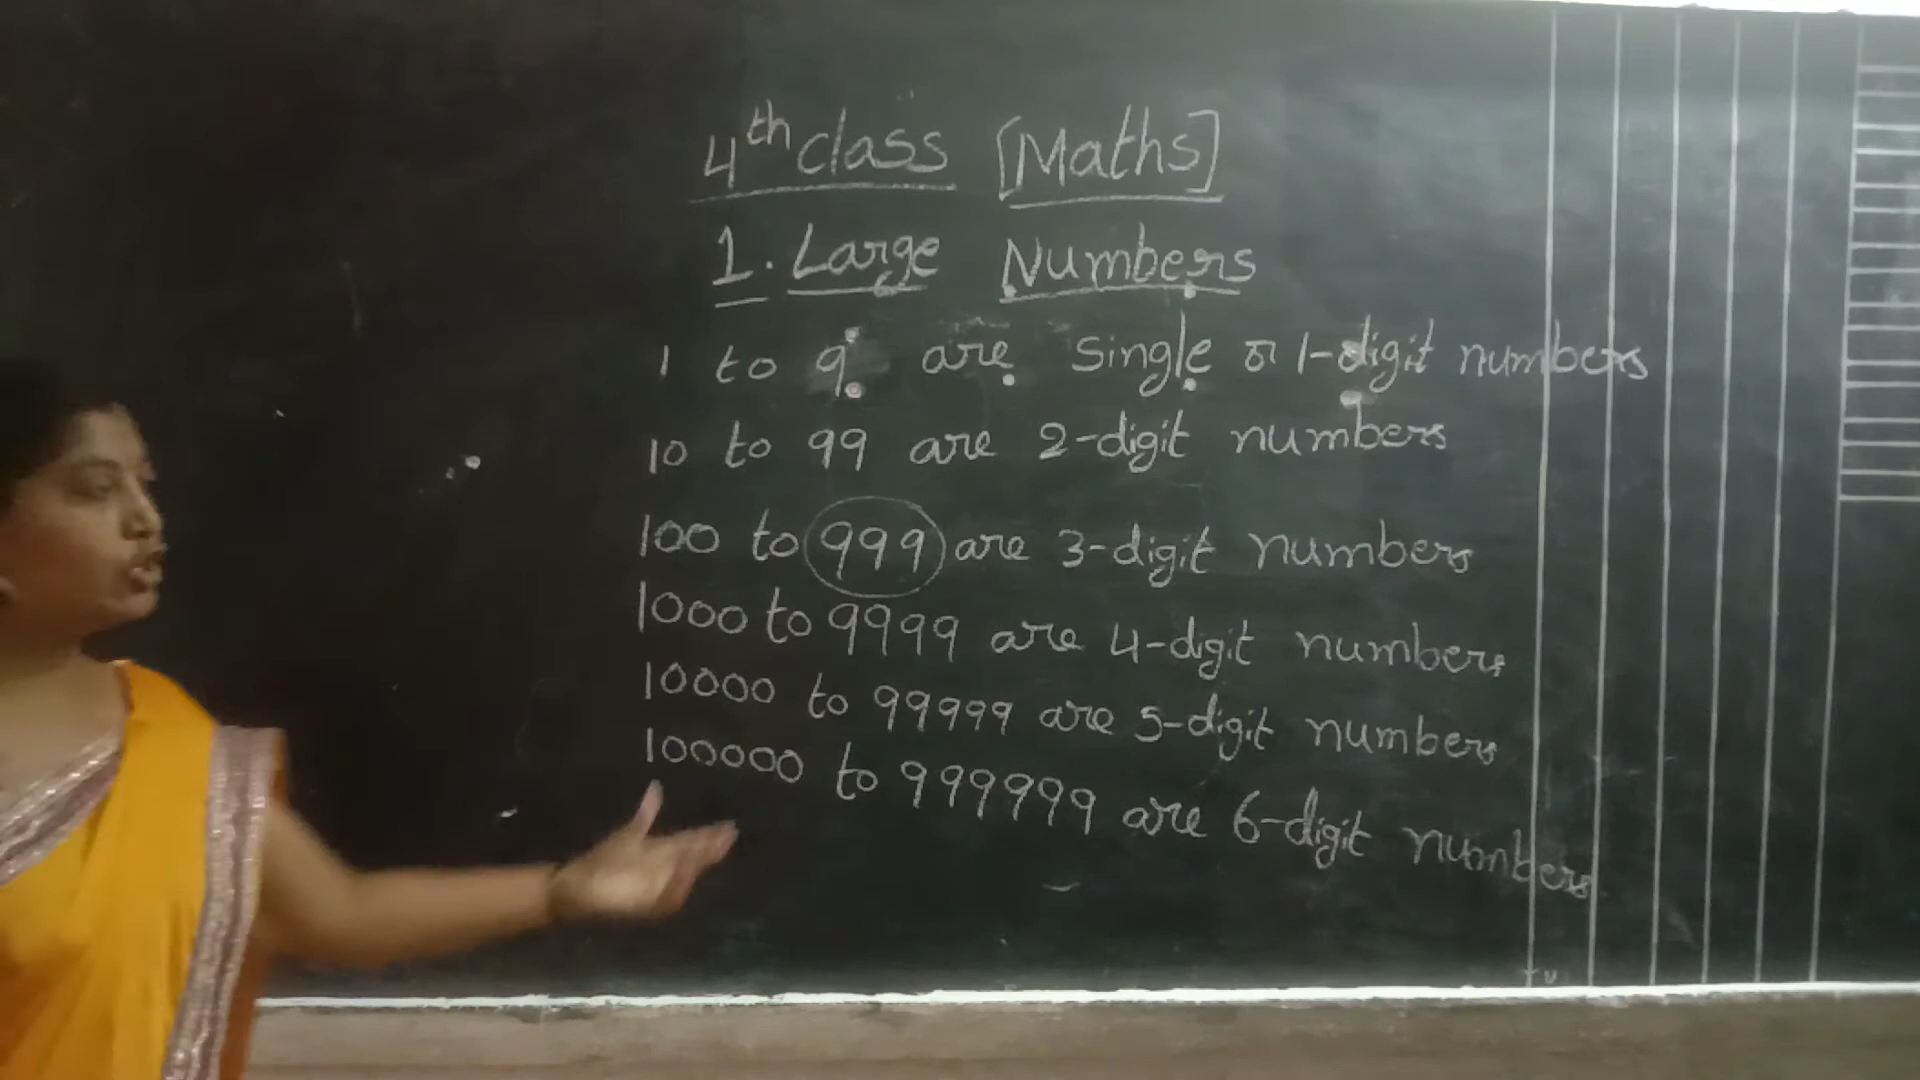 4th class [Maths]
1. Large Numbers
1 to 9 are single or 1-digit numbers
10 to 99 are 2-digit numbers
100 to 999 are 3-digit numbers
1000 to 9999 are 4-digit numbers
10000 to 99999 are 5-digit numbers
100000 to 999999 are 6-digit numbers